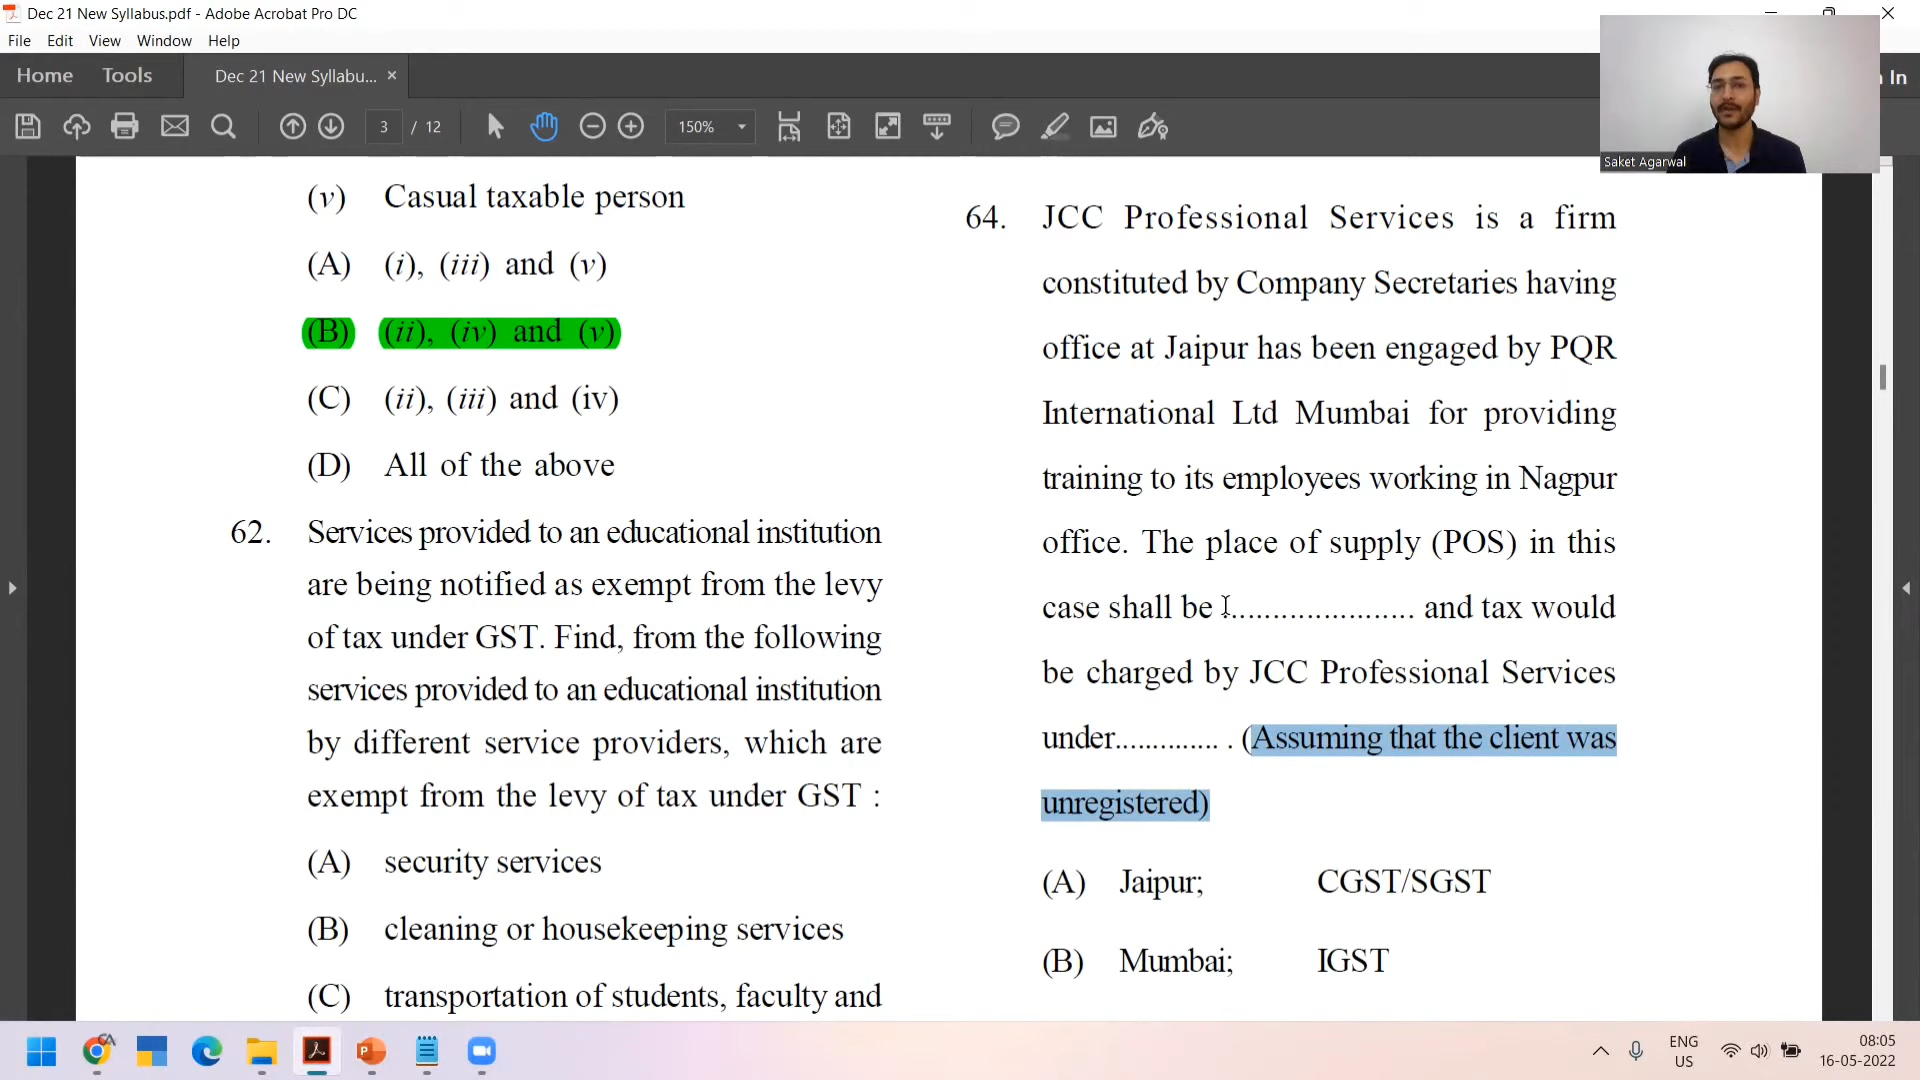 Dec 21 New Syllabus.pdf - Adobe Acrobat Pro DC
File Edit View Window Help
Home Tools Dec 21 New Syllabu... ×
In
3 / 12 150%
Saket Agarwal
(v) Casual taxable person
(A) (i), (iii) and (v)
(B) (ii), (iv) and (v)
(C) (ii), (iii) and (iv)
(D) All of the above
62. Services provided to an educational institution
are being notified as exempt from the levy
of tax under GST. Find, from the following
services provided to an educational institution
by different service providers, which are
exempt from the levy of tax under GST :
(A) security services
(B) cleaning or housekeeping services
(C) transportation of students, faculty and
64. JCC Professional Services is a firm
constituted by Company Secretaries having
office at Jaipur has been engaged by PQR
International Ltd Mumbai for providing
training to its employees working in Nagpur
office. The place of supply (POS) in this
case shall be ...................... and tax would
be charged by JCC Professional Services
under.............. . (Assuming that the client was
unregistered)
(A) Jaipur; CGST/SGST
(B) Mumbai; IGST
ENG
US
08:05
16-05-2022